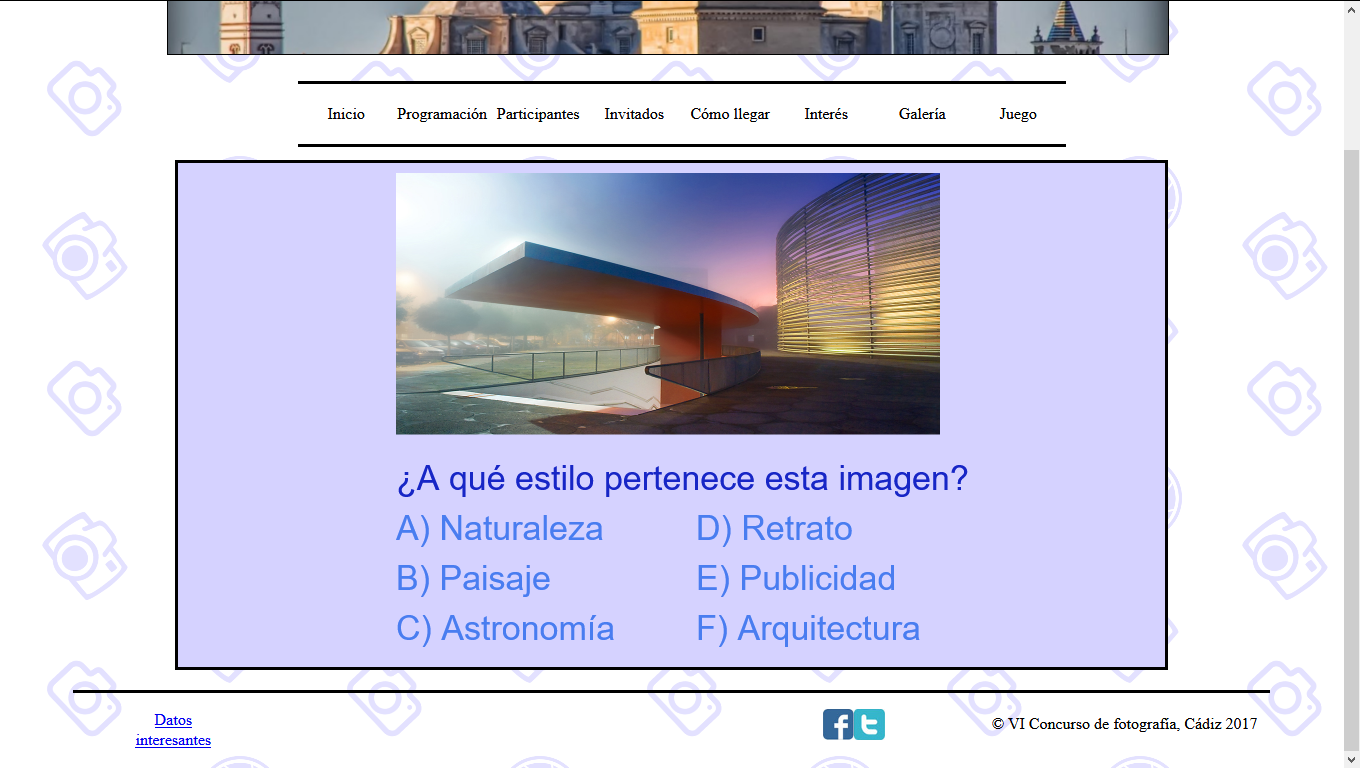 Inicio Programación Participantes Invitados Cómo llegar Interés Galería Juego
¿A qué estilo pertenece esta imagen?
A) Naturaleza D) Retrato
B) Paisaje E) Publicidad
C) Astronomía F) Arquitectura
Datos
interesantes
© VI Concurso de fotografía, Cádiz 2017